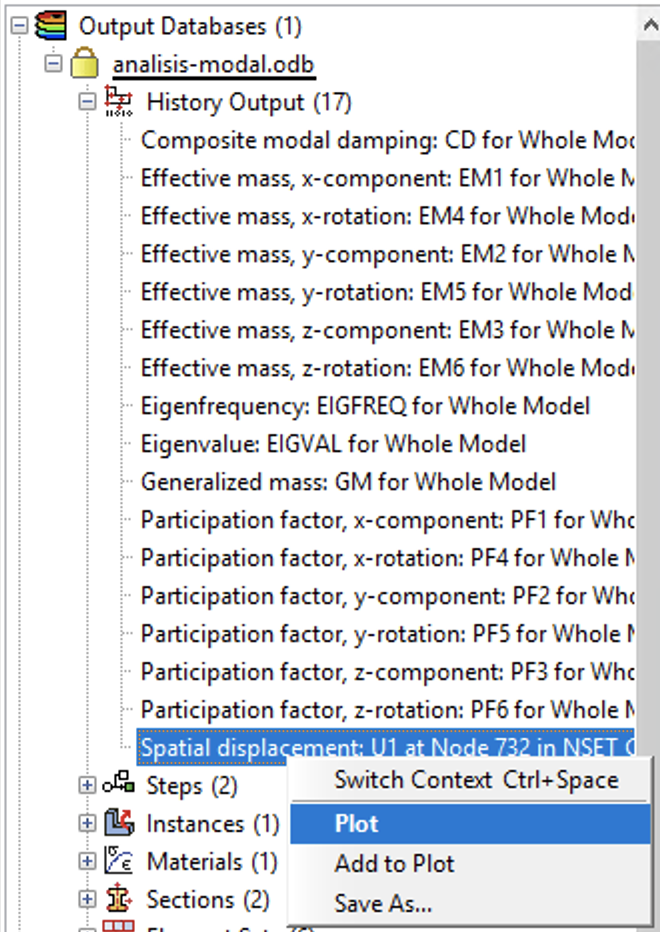 Output Databases (1)
analisis-modal.odb
History Output (17)
Composite modal damping: CD for Whole Mod
Effective mass, x-component: EM1 for Whole M
Effective mass, x-rotation: EM4 for Whole Mode
Effective mass, y-component: EM2 for Whole M
Effective mass, y-rotation: EM5 for Whole Mod
Effective mass, z-component: EM3 for Whole M
Effective mass, z-rotation: EM6 for Whole Mode
Eigenfrequency: EIGFREQ for Whole Model
Eigenvalue: EIGVAL for Whole Model
Generalized mass: GM for Whole Model
Participation factor, x-component: PF1 for Who
Participation factor, x-rotation: PF4 for Whole M
Participation factor, y-component: PF2 for Who
Participation factor, y-rotation: PF5 for Whole M
Participation factor, z-component: PF3 for Who
Participation factor, z-rotation: PF6 for Whole M
Spatial displacement: U1 at Node 732 in NSET
Switch Context Ctrl+Space
Plot
Add to Plot
Save As...
Steps (2)
Instances (1)
Materials (1)
Sections (2)